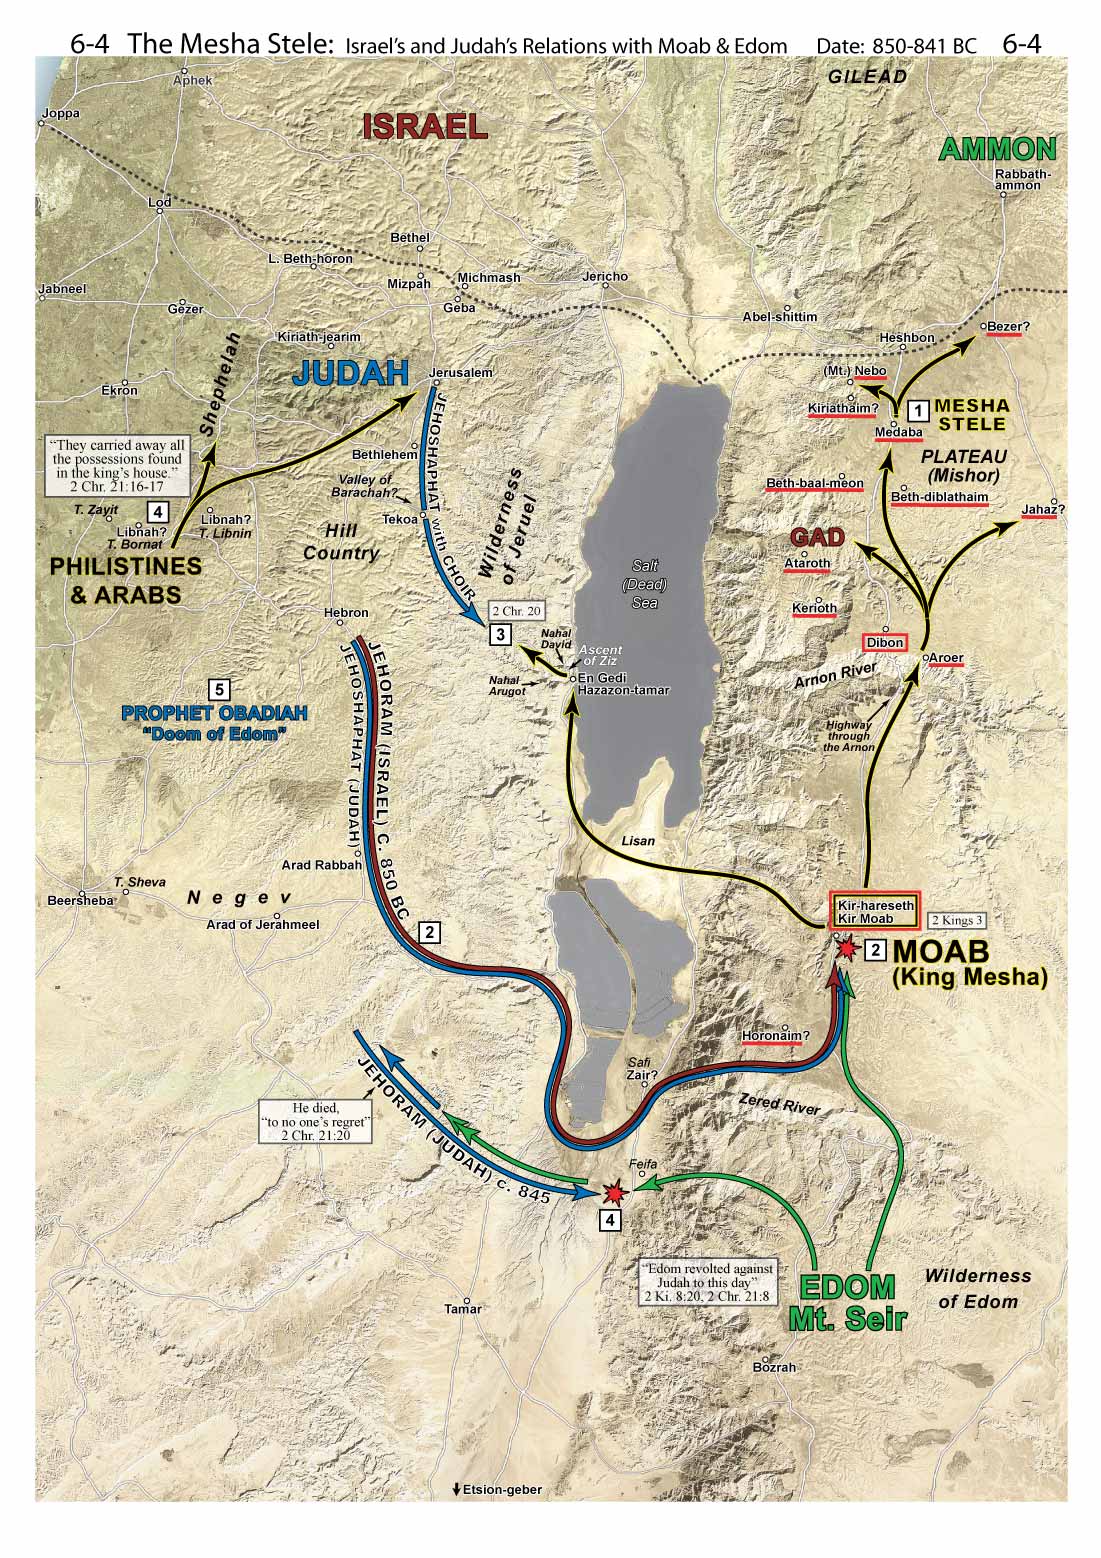 6-4 The Mesha Stele: Israel's and Judah's Relations with Moab & Edom Date: 850-841 BC 6-4
GILEAD
Aphek
Joppa
ISRAEL
AMMON
Rabbath-
ammon
Lod
Bethel
L. Beth-horon
Mizpah
Michmash
Jericho
Jabneel
Gezer
Geba
Abel-shittim
Bezer?
Kiriath-jearim
Heshbon
Shephelah
JUDAH
Jerusalem
(Mt.) Nebo
Ekron
Kiriathaim?
1
MESHA
STELE
Medaba
"They carried away all
the possessions found
in the king's house."
2 Chr. 21:16-17
Bethlehem
JEHOSHAPHAT with CHOIR
PLATEAU
(Mishor)
Valley of
Barachah?
Wilderness
of Jeruel
Beth-baal-meon
Beth-diblathaim
T. Zayit
4
Libnah?
T. Bornat
Libnah?
T. Libnin
Tekoa
Jahaz?
Hill
Country
GAD
Ataroth
PHILISTINES
& ARABS
Salt
(Dead)
Sea
Hebron
2 Chr. 20
3
Kerioth
Nahal
David
Ascent
of Ziz
Dibon
Aroer
Nahal
Arugot
En Gedi
Hazazon-tamar
Arnon River
5
PROPHET OBADIAH
"Doom of Edom"
JEHORAM (ISRAEL) C. 850 BC
JEHOSHAPHAT (JUDAH)
Highway
through
the Arnon
Lisan
Arad Rabbah
T. Sheva
Beersheba
Negev
Arad of Jerahmeel
2
Kir-hareseth
Kir Moab
2 Kings 3
2
MOAB
(King Mesha)
Horonaim?
Safi
Zair?
JEHORAM (JUDAH) c. 845
He died,
"to no one's regret"
2 Chr. 21:20
Zered River
Feifa
4
"Edom revolted against
Judah to this day"
2 Ki. 8:20, 2 Chr. 21:8
EDOM
Mt. Seir
Wilderness
of Edom
Tamar
Bozrah
Etsion-geber